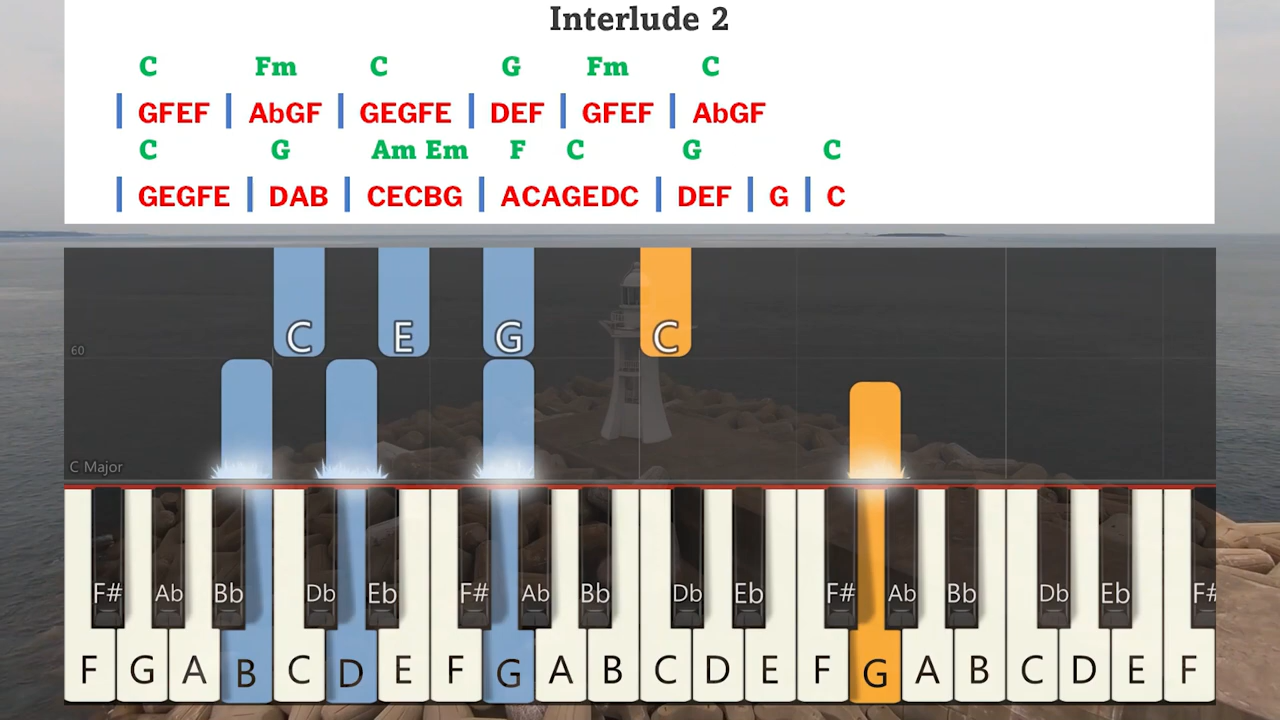 Interlude 2
C Fm C G Fm C
| GFEF | AbGF | GEGFE | DEF | GFEF | AbGF
C G Am Em F C G C
| GEGFE | DAB | CECBG | ACAGEDC | DEF | G | C
C E G C
60
C Major
F# Ab Bb Db Eb F# Ab Bb Db Eb F# Ab Bb Db Eb F#
F G A B C D E F G A B C D E F G A B C D E F